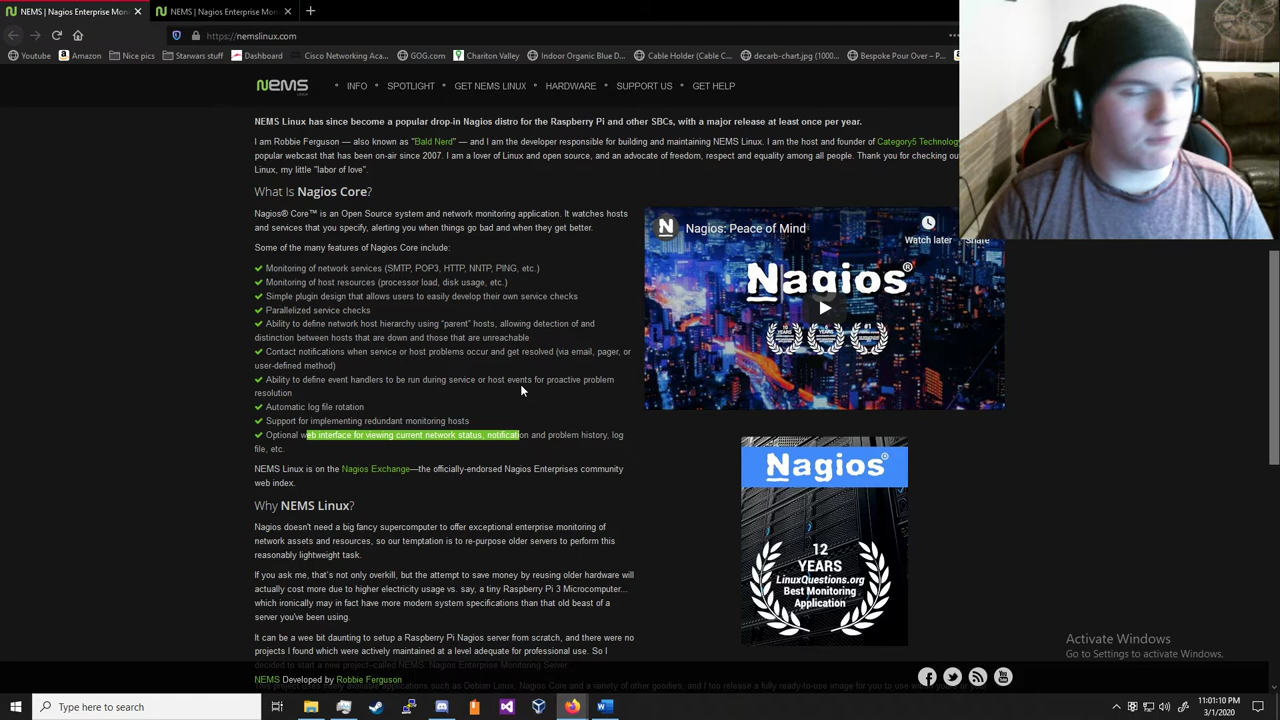 NEMS | Nagios Enterprise Mon
NEMS | Nagios Enterprise Mon
https://nemslinux.com
Youtube
Amazon
Nice pics
Starwars stuff
Dashboard
Cisco Networking Acad...
GOG.com
Chariton Valley
Indoor Organic Blue D...
Cable Holder (Cable C...
decarb-chart.jpg (1000...
Bespoke Pour Over – P...
NEMS
LINUX
INFO
SPOTLIGHT
GET NEMS LINUX
HARDWARE
SUPPORT US
GET HELP
NEMS Linux has since become a popular drop-in Nagios distro for the Raspberry Pi and other SBCs, with a major release at least once per year.
I am Robbie Ferguson — also known as "Bald Nerd" — and I am the developer responsible for building and maintaining NEMS Linux. I am the host and founder of Category5 Technology
popular webcast that has been on-air since 2007. I am a lover of Linux and open source, and an advocate of freedom, respect and equality among all people. Thank you for checking out
Linux, my little "labor of love".
What Is Nagios Core?
Nagios® Core™ is an Open Source system and network monitoring application. It watches hosts
and services that you specify, alerting you when things go bad and when they get better.
Some of the many features of Nagios Core include:
Monitoring of network services (SMTP, POP3, HTTP, NNTP, PING, etc.)
Monitoring of host resources (processor load, disk usage, etc.)
Simple plugin design that allows users to easily develop their own service checks
Parallelized service checks
Ability to define network host hierarchy using "parent" hosts, allowing detection of and
distinction between hosts that are down and those that are unreachable
Contact notifications when service or host problems occur and get resolved (via email, pager, or
user-defined method)
Ability to define event handlers to be run during service or host events for proactive problem
resolution
Automatic log file rotation
Support for implementing redundant monitoring hosts
Optional web interface for viewing current network status, notification and problem history, log
file, etc.
NEMS Linux is on the Nagios Exchange—the officially-endorsed Nagios Enterprises community
web index.
Why NEMS Linux?
Nagios doesn't need a big fancy supercomputer to offer exceptional enterprise monitoring of
network assets and resources, so our temptation is to re-purpose older servers to perform this
reasonably lightweight task.
If you ask me, that's not only overkill, but the attempt to save money by reusing older hardware will
actually cost more due to higher electricity usage vs. say, a tiny Raspberry Pi 3 Microcomputer...
which ironically may in fact have more modern system specifications than that old beast of a
server you've been using.
It can be a wee bit daunting to setup a Raspberry Pi Nagios server from scratch, and there were no
projects I found which were actively maintained at a level adequate for professional use. So I
decided to start a new project–called NEMS: Nagios Enterprise Monitoring Server.
NEMS Developed by Robbie Ferguson
N
Nagios: Peace of Mind
Watch later
Share
Nagios®
Nagios®
12
YEARS
LinuxQuestions.org
Best Monitoring
Application
Activate Windows
Go to Settings to activate Windows.
Type here to search
11:01:10 PM
3/1/2020